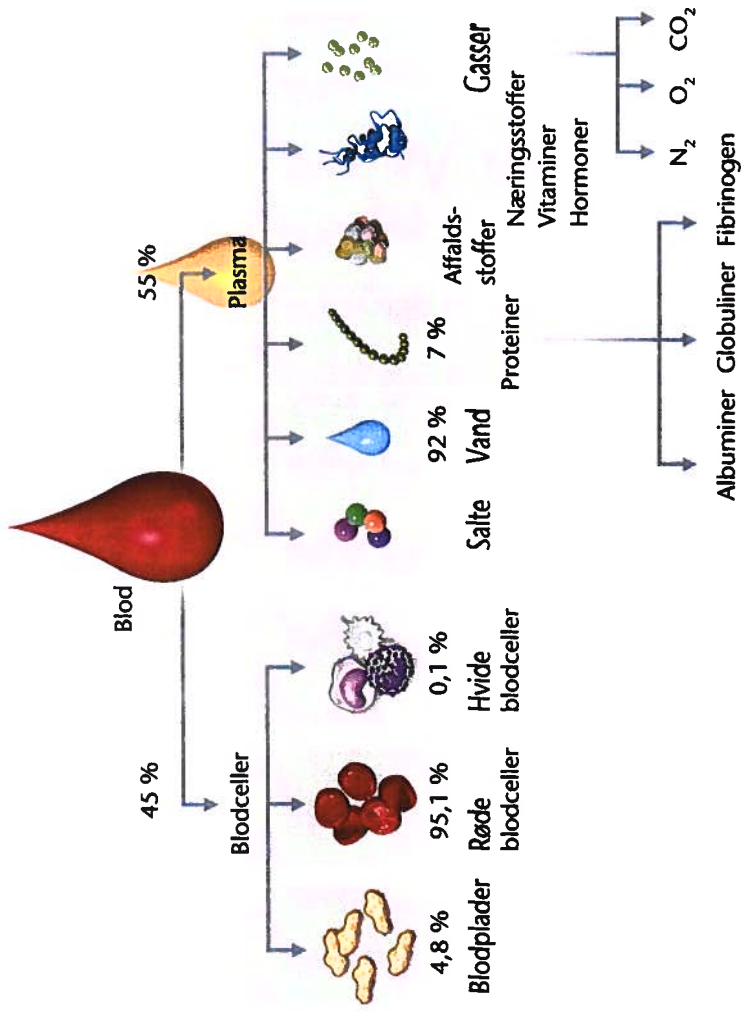 Blod
45 %
55 %
Blodceller
Plasma
4,8 %
Blodplader
95,1 %
Røde
blodceller
0,1 %
Hvide
blodceller
Salte
92 %
Vand
7 %
Proteiner
Affalds-
stoffer
Næringsstoffer
Vitaminer
Hormoner
Gasser
Albuminer
Globuliner
Fibrinogen
N₂
O₂
CO₂